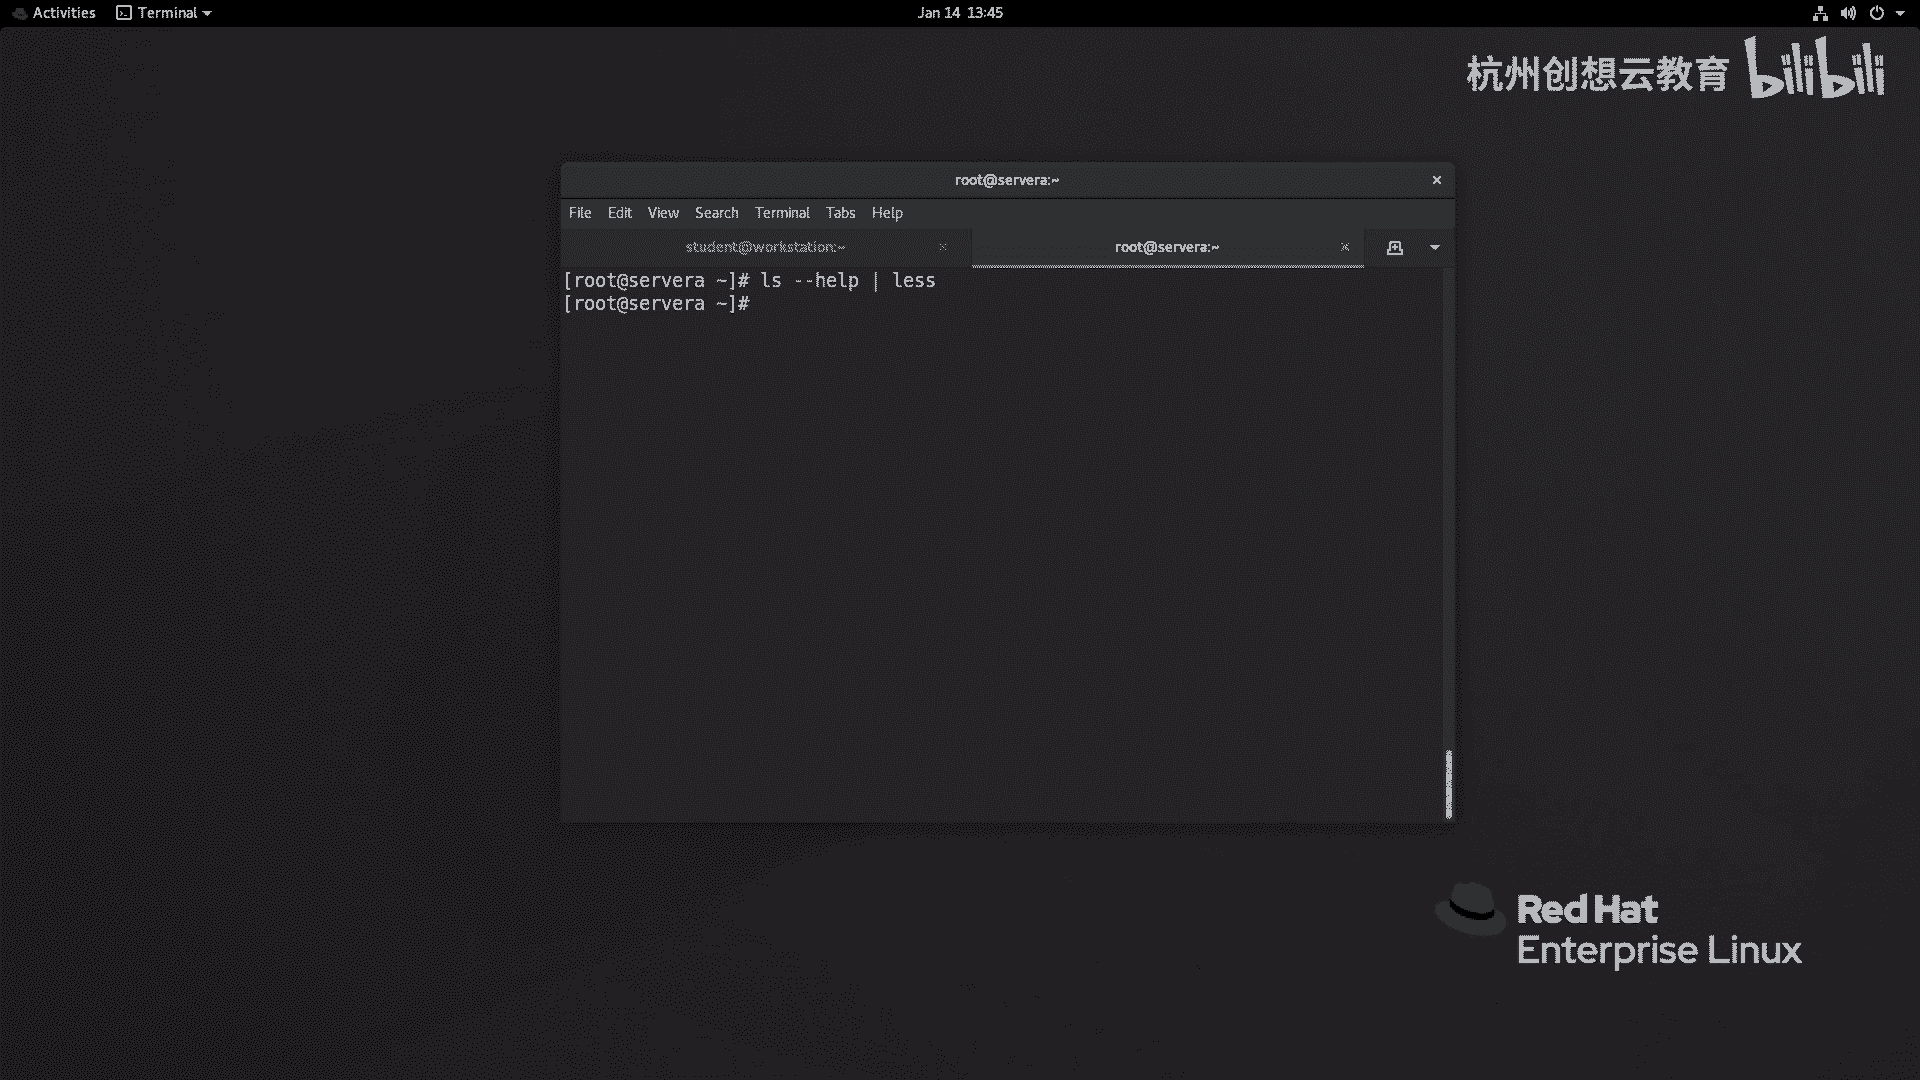 Activities Terminal Jan 14 13:45
杭州创想云教育 bilibili
root@servera:~
File Edit View Search Terminal Tabs Help
student@workstation:~ root@servera:~
[root@servera ~]# ls --help | less
[root@servera ~]#
Red Hat
Enterprise Linux